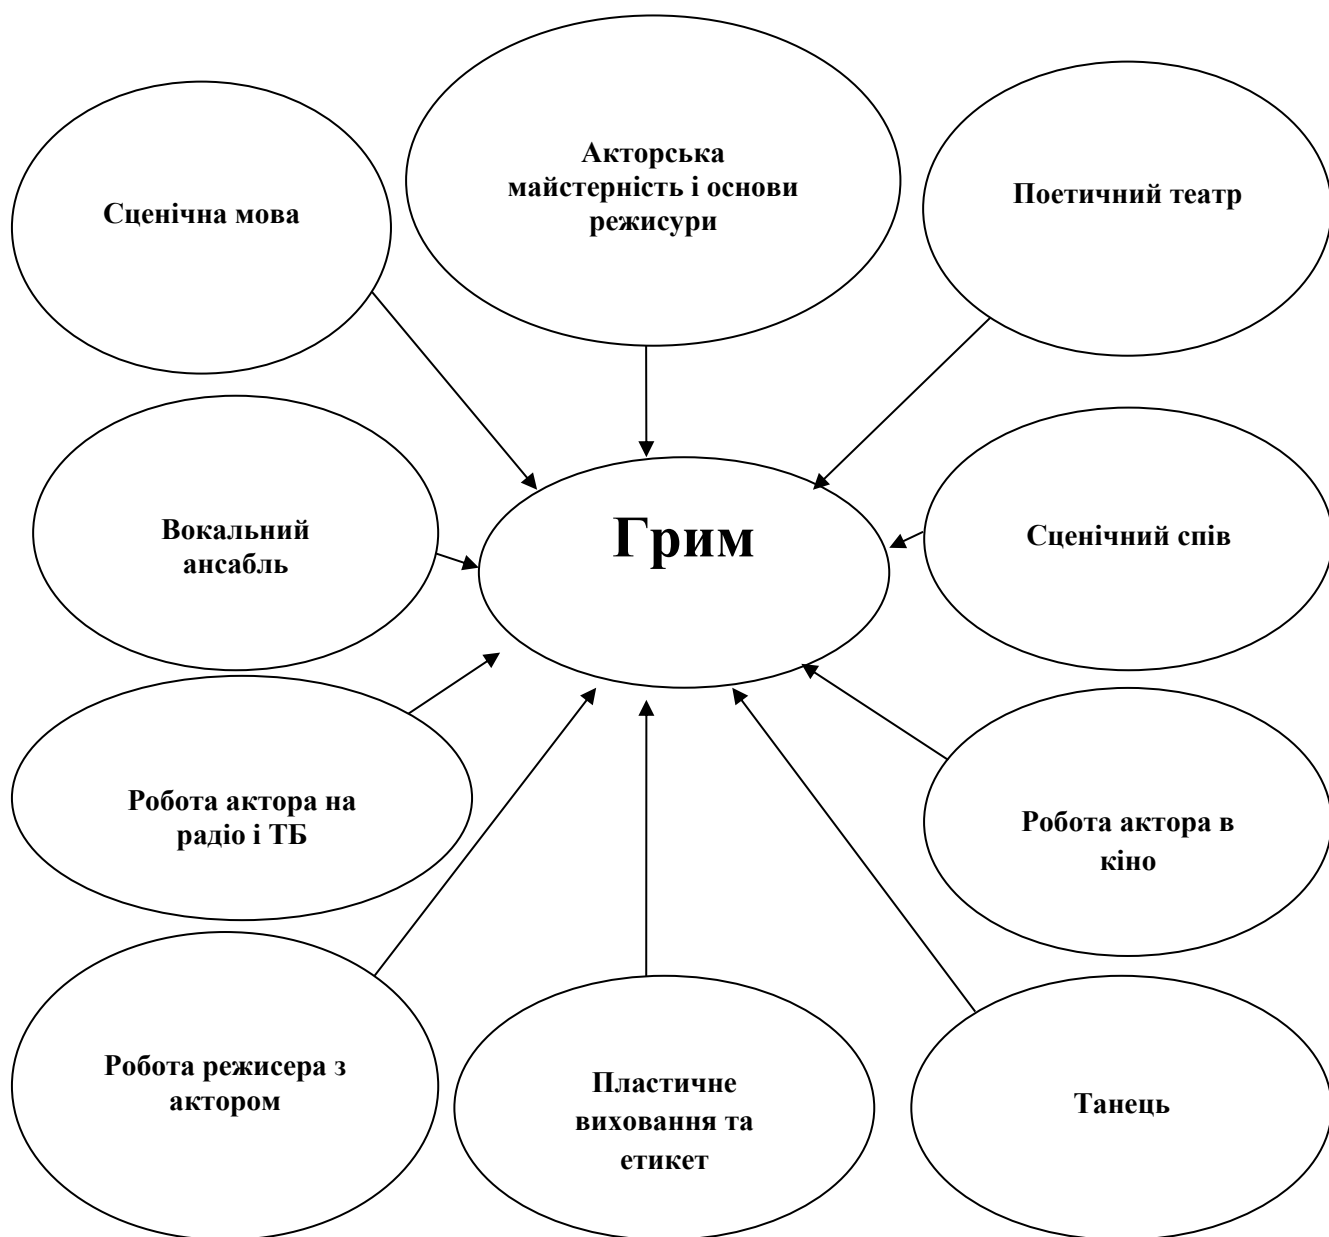 Акторська
майстерність і основи
режисури
Сценічна мова
Поетичний театр
Вокальний
ансабль
Грим
Сценічний спів
Робота актора на
радіо і ТБ
Робота актора в
кіно
Робота режисера з
актором
Пластичне
виховання та
етикет
Танець